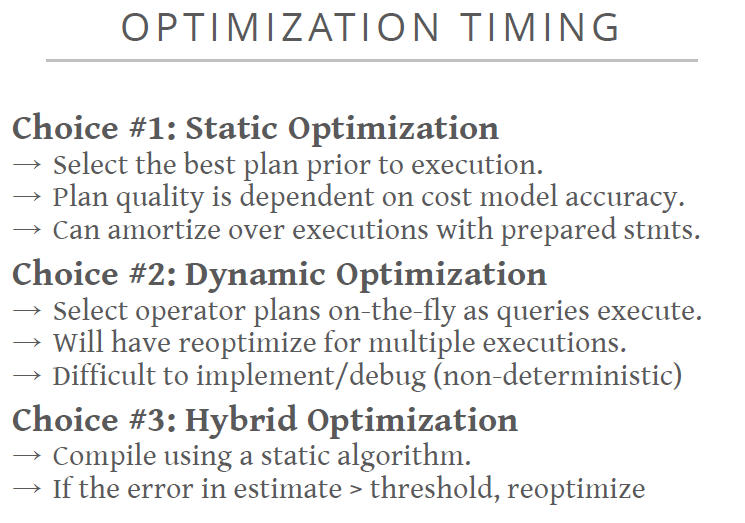 OPTIMIZATION TIMING
Choice #1: Static Optimization
→ Select the best plan prior to execution.
→ Plan quality is dependent on cost model accuracy.
→ Can amortize over executions with prepared stmts.
Choice #2: Dynamic Optimization
→ Select operator plans on-the-fly as queries execute.
→ Will have reoptimize for multiple executions.
→ Difficult to implement/debug (non-deterministic)
Choice #3: Hybrid Optimization
→ Compile using a static algorithm.
→ If the error in estimate > threshold, reoptimize